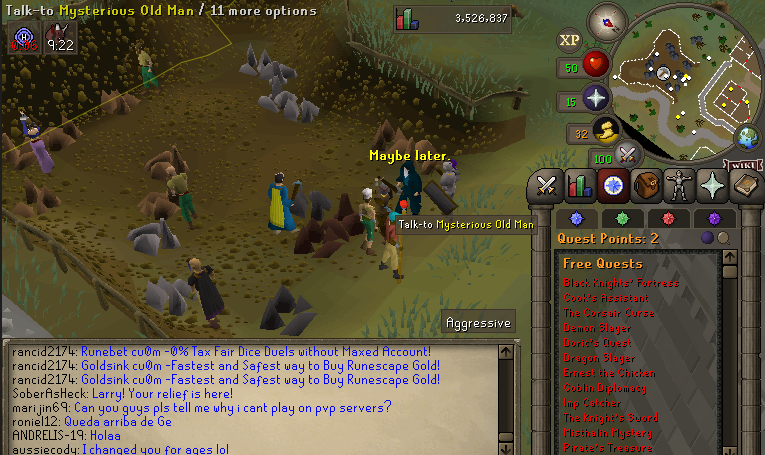 Talk-to Mysterious Old Man / 11 more options
3,526,837
9:22
XP
50
15
32
100
WIKI
Maybe later.
Talk-to Mysterious Old Man
Aggressive
Quest Points: 2
Free Quests
Black Knights' Fortress
Cook's Assistant
The Corsair Curse
Demon Slayer
Doric's Quest
Dragon Slayer
Ernest the Chicken
Goblin Diplomacy
Imp Catcher
The Knight's Sword
Misthalin Mystery
Pirate's Treasure
rancid2174: Runebet cu0m -0% Tax Fair Dice Duels without Maxed Account!
rancid2174: Goldsink cu0m -Fastest and Safest way to Buy Runescape Gold!
rancid2174: Goldsink cu0m -Fastest and Safest way to Buy Runescape Gold!
SoberAsHeck: Larry! Your relief is here!
marijin69: Can you guys pls tell me why i cant play on pvp servers?
roniel12: Queda arriba de Ge
ANDRELIS-19: Holaa
aussiecody: I changed you for ages lol